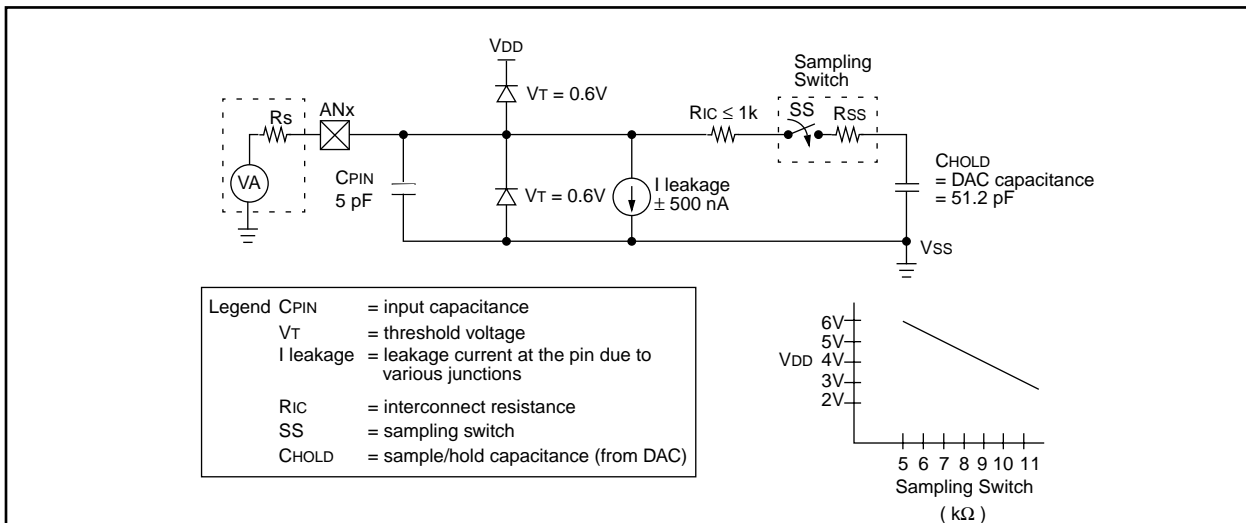 VDD
Sampling
Switch
VT = 0.6V
RIC ≤ 1k
SS
RSS
Rs
ANx
VA
CPIN
5 pF
VT = 0.6V
I leakage
± 500 nA
CHOLD
= DAC capacitance
= 51.2 pF
VSS
Legend CPIN = input capacitance
VT = threshold voltage
I leakage = leakage current at the pin due to
various junctions
RIC = interconnect resistance
SS = sampling switch
CHOLD = sample/hold capacitance (from DAC)
6V
5V
VDD 4V
3V
2V
5 6 7 8 9 10 11
Sampling Switch
( kΩ )